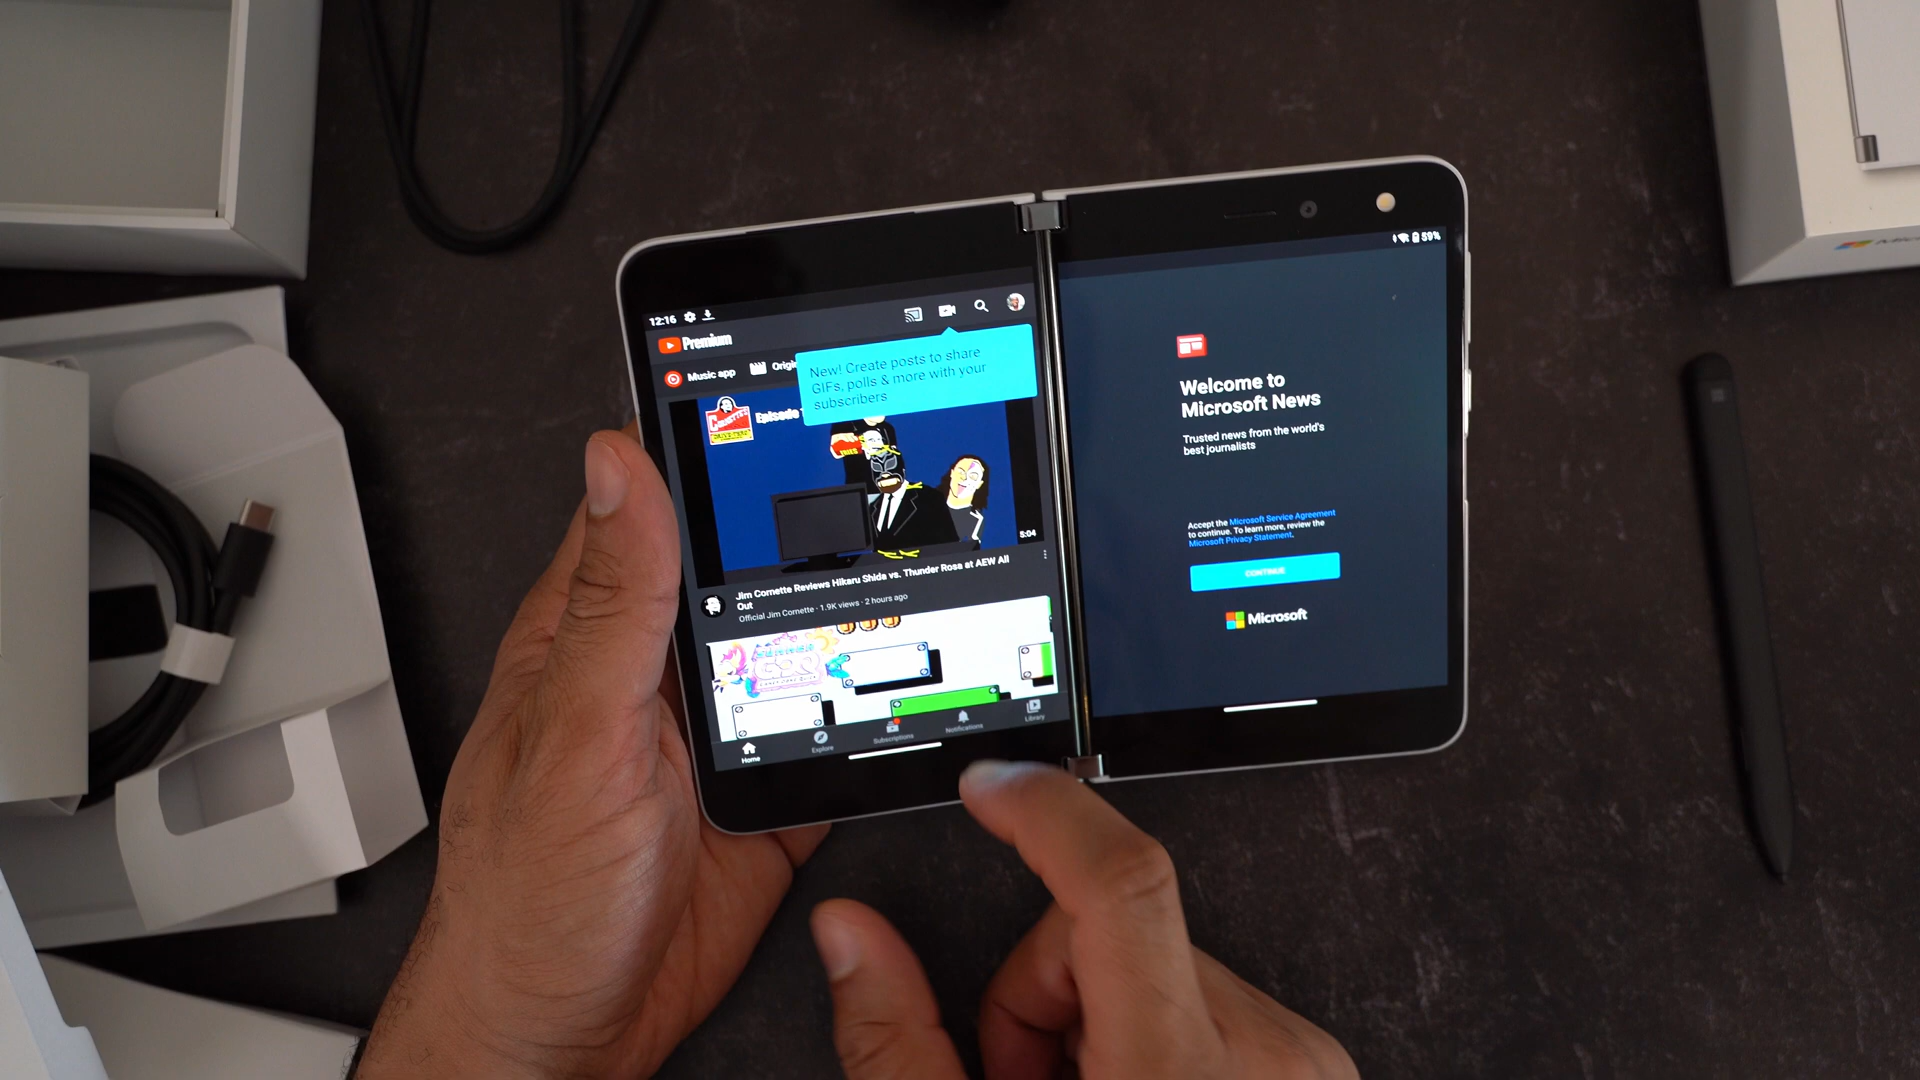 12:16
Premium
Music app
New! Create posts to share
GIFs, polls & more with your
subscribers
Episode
5:04
Jim Cornette Reviews Hikaru Shida vs. Thunder Rosa at AEW All
Out
Official Jim Cornette · 1.9K views · 2 hours ago
Home
Explore
Subscriptions
Notifications
Library
59%
Welcome to
Microsoft News
Trusted news from the world's
best journalists
Accept the Microsoft Service Agreement
to continue. To learn more, review the
Microsoft Privacy Statement.
CONTINUE
Microsoft